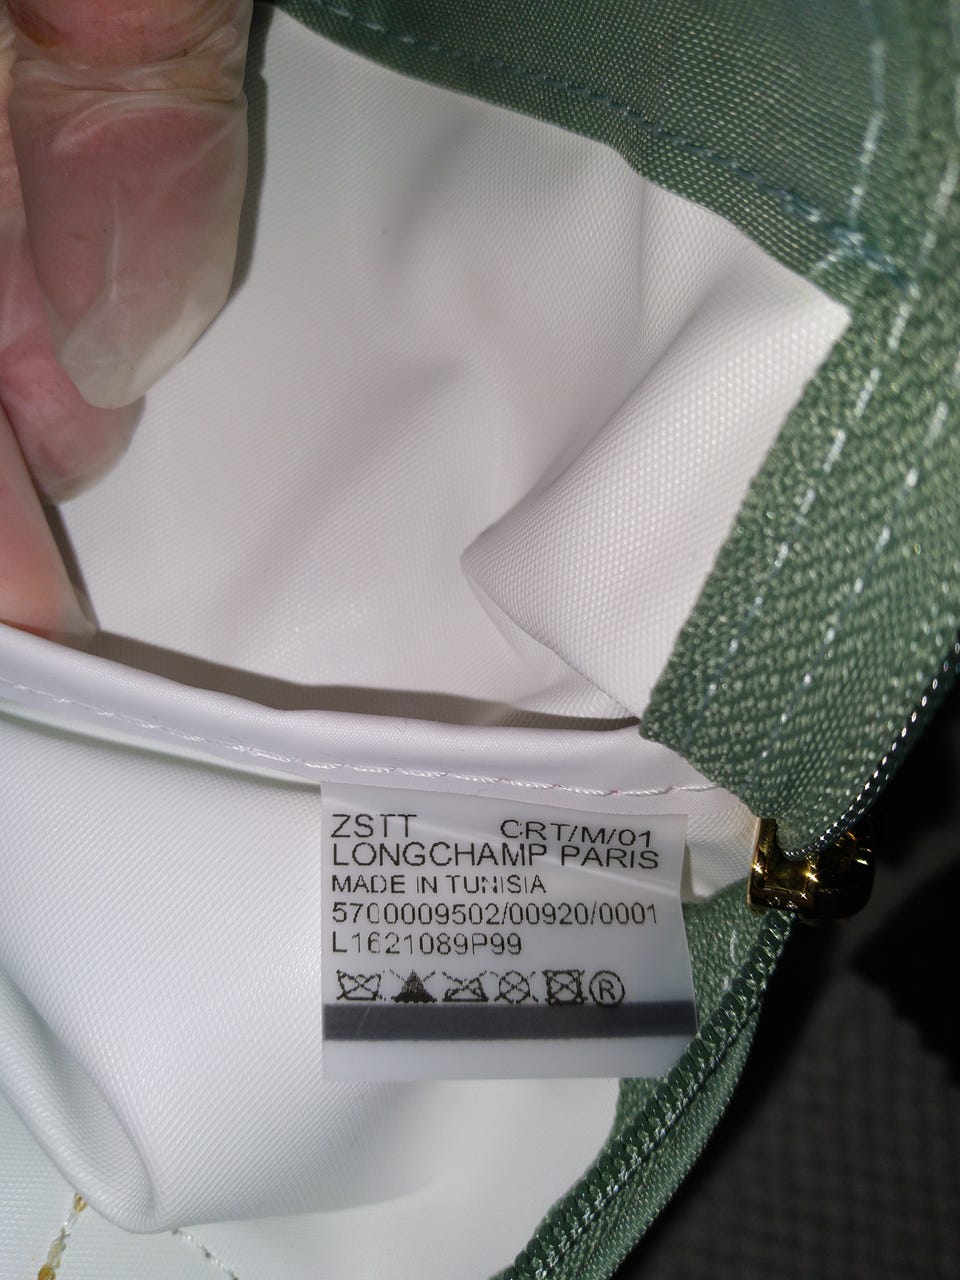 ZSTT CRT/M/01
LONGCHAMP PARIS
MADE IN TUNISIA
5700009502/00920/0001
L1621089P99
®